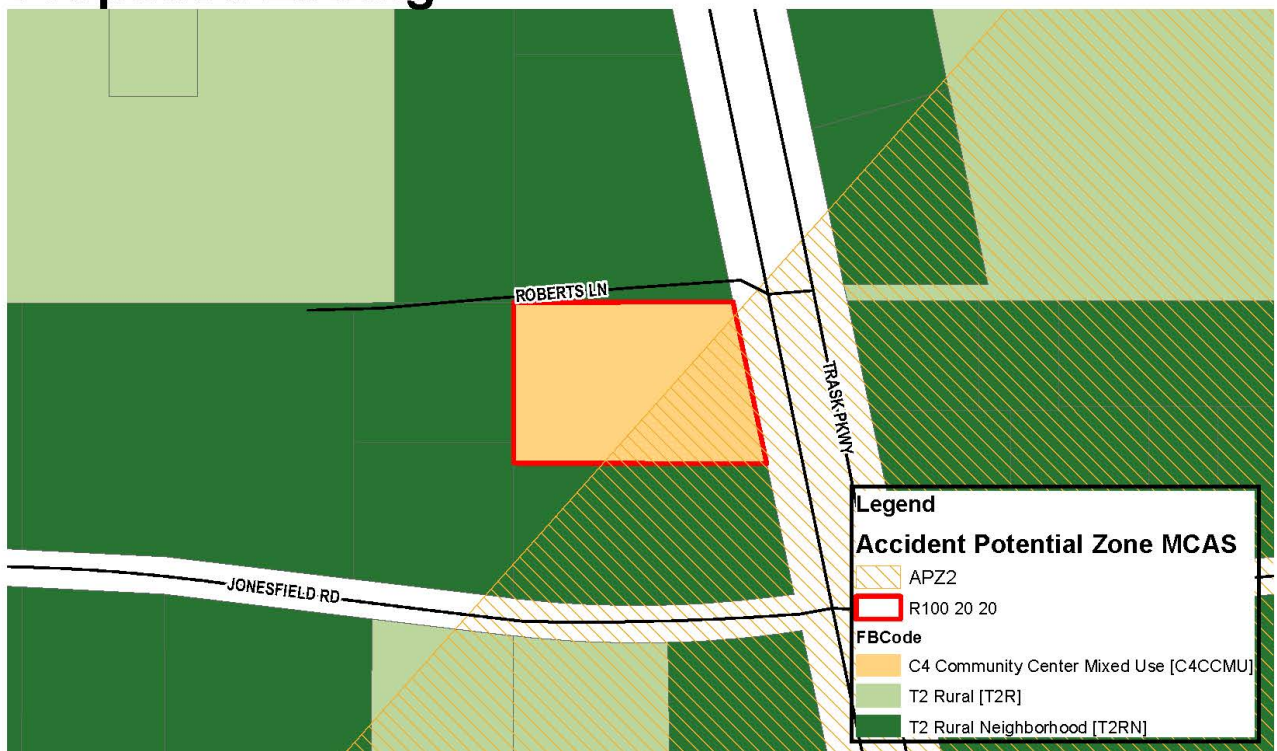 ROBERTS LN
TRASK PKWY
JONESFIELD RD
Legend
Accident Potential Zone MCAS
APZ2
R100 20 20
FBCode
C4 Community Center Mixed Use [C4CCMU]
T2 Rural [T2R]
T2 Rural Neighborhood [T2RN]